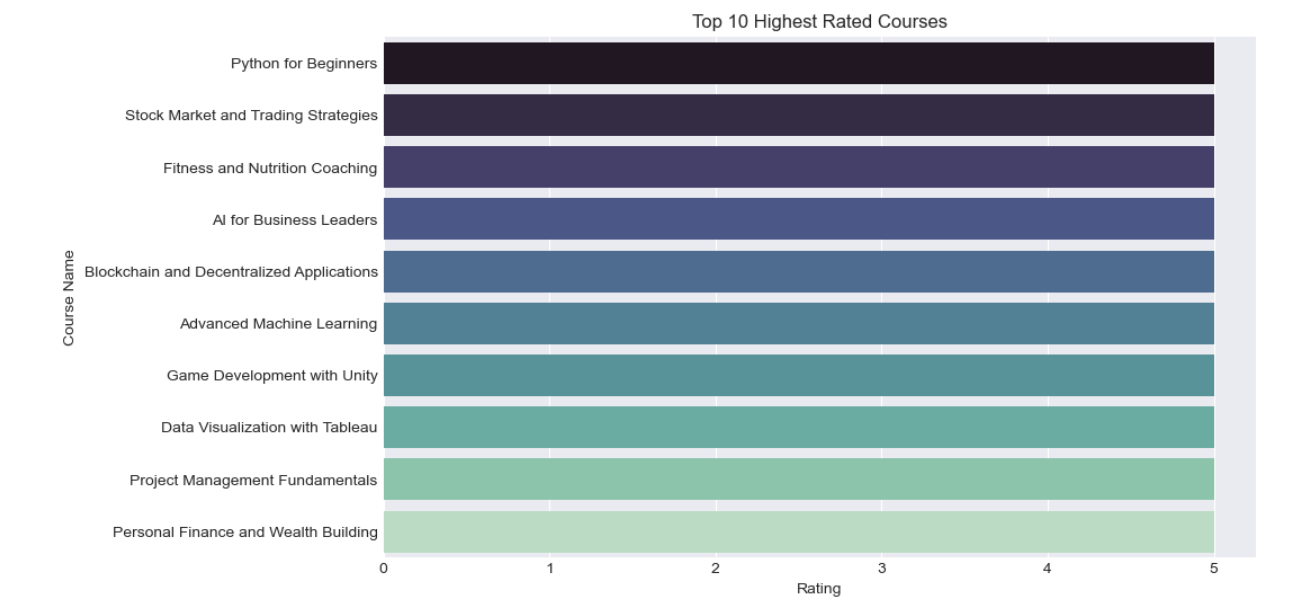 Top 10 Highest Rated Courses
Course Name
Python for Beginners
Stock Market and Trading Strategies
Fitness and Nutrition Coaching
AI for Business Leaders
Blockchain and Decentralized Applications
Advanced Machine Learning
Game Development with Unity
Data Visualization with Tableau
Project Management Fundamentals
Personal Finance and Wealth Building
0 1 2 3 4 5
Rating